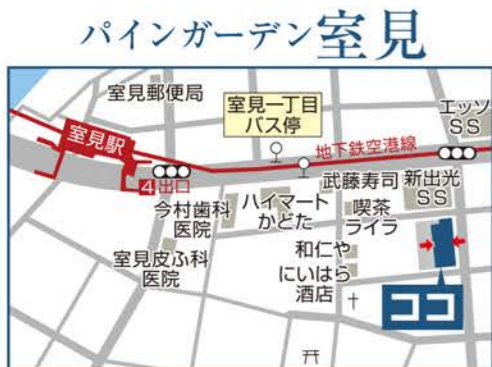 パインガーデン室見
室見郵便局
室見一丁目
バス停
エッソ
SS
室見駅
地下鉄空港線
4出口
今村歯科
医院
ハイマート
かどた
武藤寿司
新出光
SS
喫茶
ライラ
室見皮ふ科
医院
和仁や
にいはら
酒店
ココ